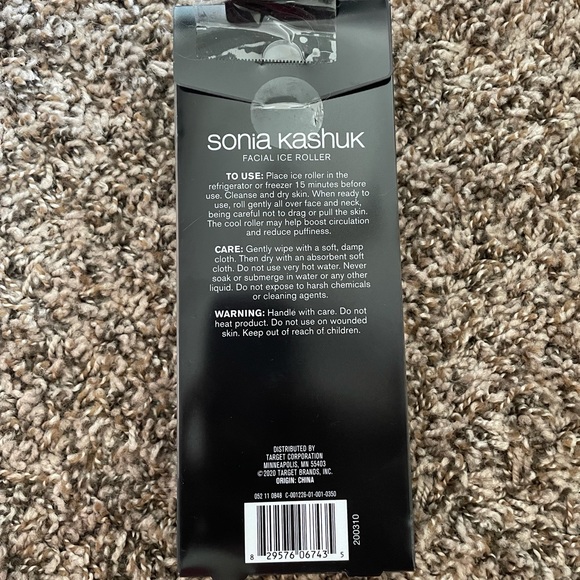 sonia kashuk
FACIAL ICE ROLLER
TO USE: Place ice roller in the
refrigerator or freezer 15 minutes before
use. Cleanse and dry skin. When ready to
use, roll gently all over face and neck,
being careful not to drag or pull the skin.
The cool roller may help boost circulation
and reduce puffiness.
CARE: Gently wipe with a soft, damp
cloth. Then dry with an absorbent soft
cloth. Do not use very hot water. Never
soak or submerge in water or any other
liquid. Do not expose to harsh chemicals
or cleaning agents.
WARNING: Handle with care. Do not
heat product. Do not use on wounded
skin. Keep out of reach of children.
DISTRIBUTED BY
TARGET CORPORATION
MINNEAPOLIS, MN 55403
©2020 TARGET BRANDS, INC.
ORIGIN: CHINA
052 11 0848 C-001226-01-001-0350
8 29576 06743 5
200310